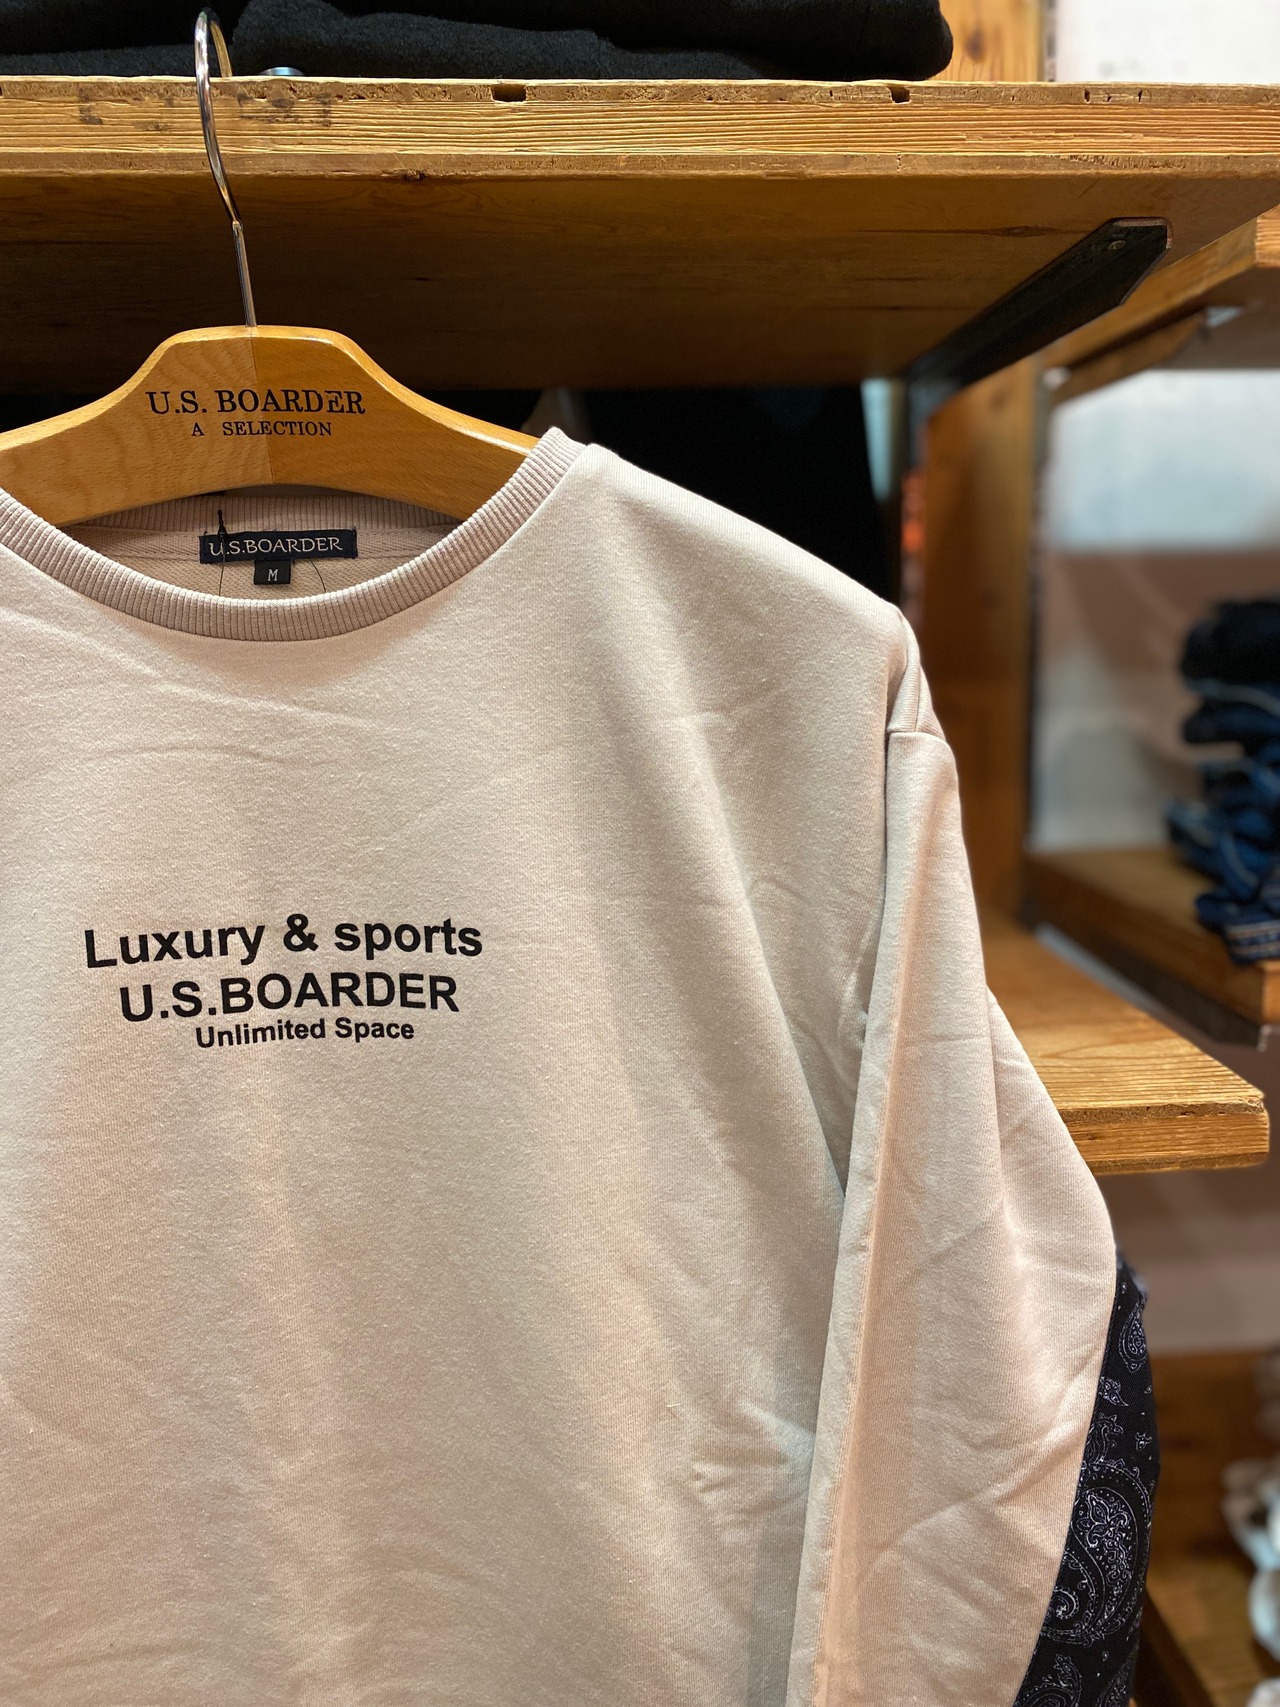 U.S. BOARDER
A SELECTION
U.S.BOARDER
M
Luxury & sports
U.S.BOARDER
Unlimited Space